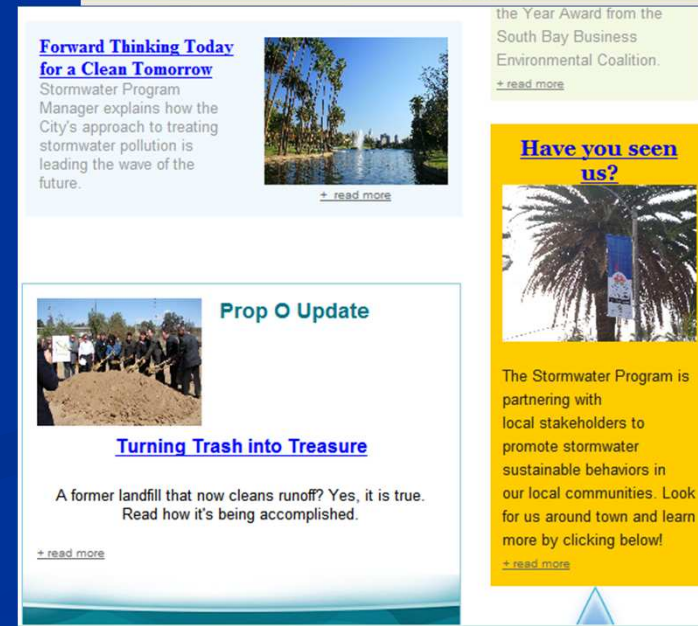 Forward Thinking Today
for a Clean Tomorrow
Stormwater Program
Manager explains how the
City's approach to treating
stormwater pollution is
leading the wave of the
future.
+ read more
Prop O Update
Turning Trash into Treasure
A former landfill that now cleans runoff? Yes, it is true.
Read how it's being accomplished.
+ read more
the Year Award from the
South Bay Business
Environmental Coalition.
+ read more
Have you seen
us?
The Stormwater Program is
partnering with
local stakeholders to
promote stormwater
sustainable behaviors in
our local communities. Look
for us around town and learn
more by clicking below!
+ read more